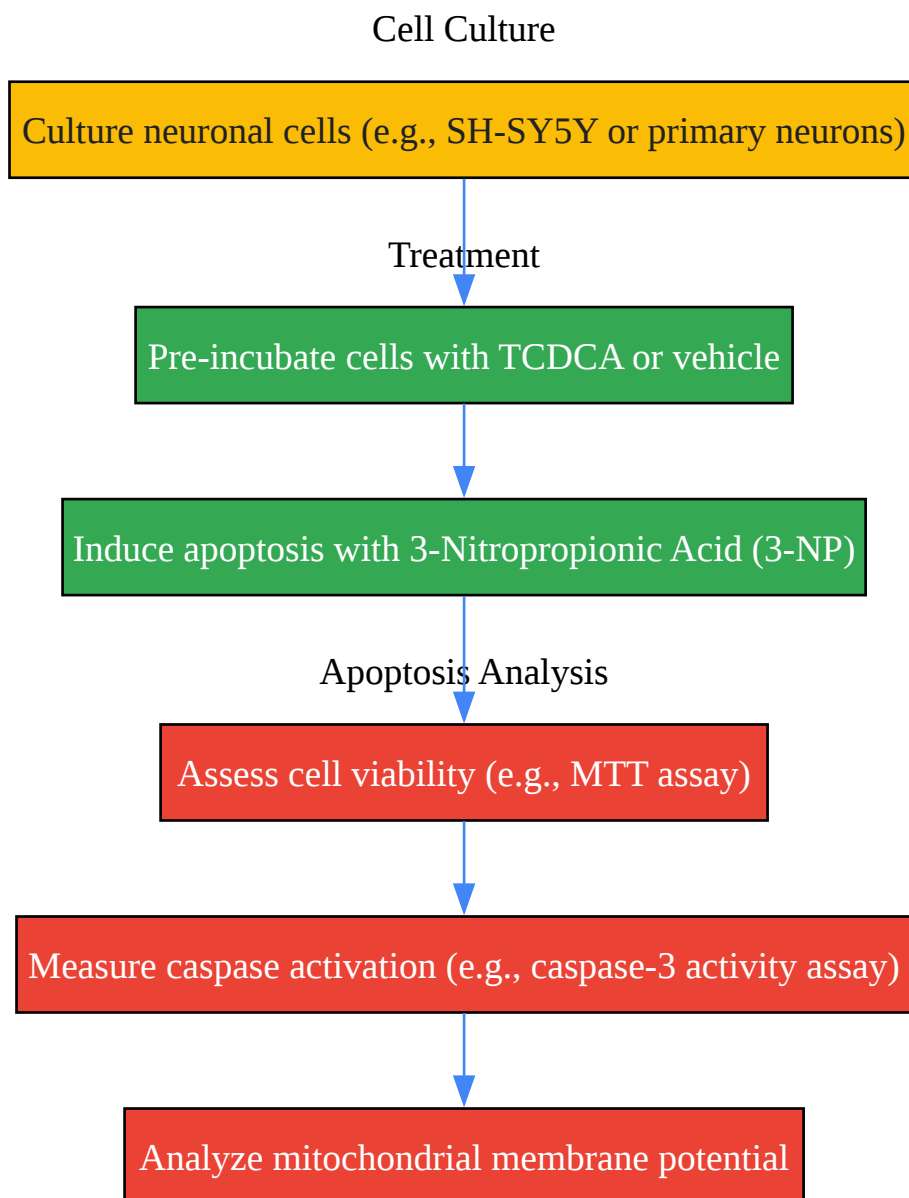 Cell Culture
Culture neuronal cells (e.g., SH-SY5Y or primary neurons)
Treatment
Pre-incubate cells with TCDCA or vehicle
Induce apoptosis with 3-Nitropropionic Acid (3-NP)
Apoptosis Analysis
Assess cell viability (e.g., MTT assay)
Measure caspase activation (e.g., caspase-3 activity assay)
Analyze mitochondrial membrane potential